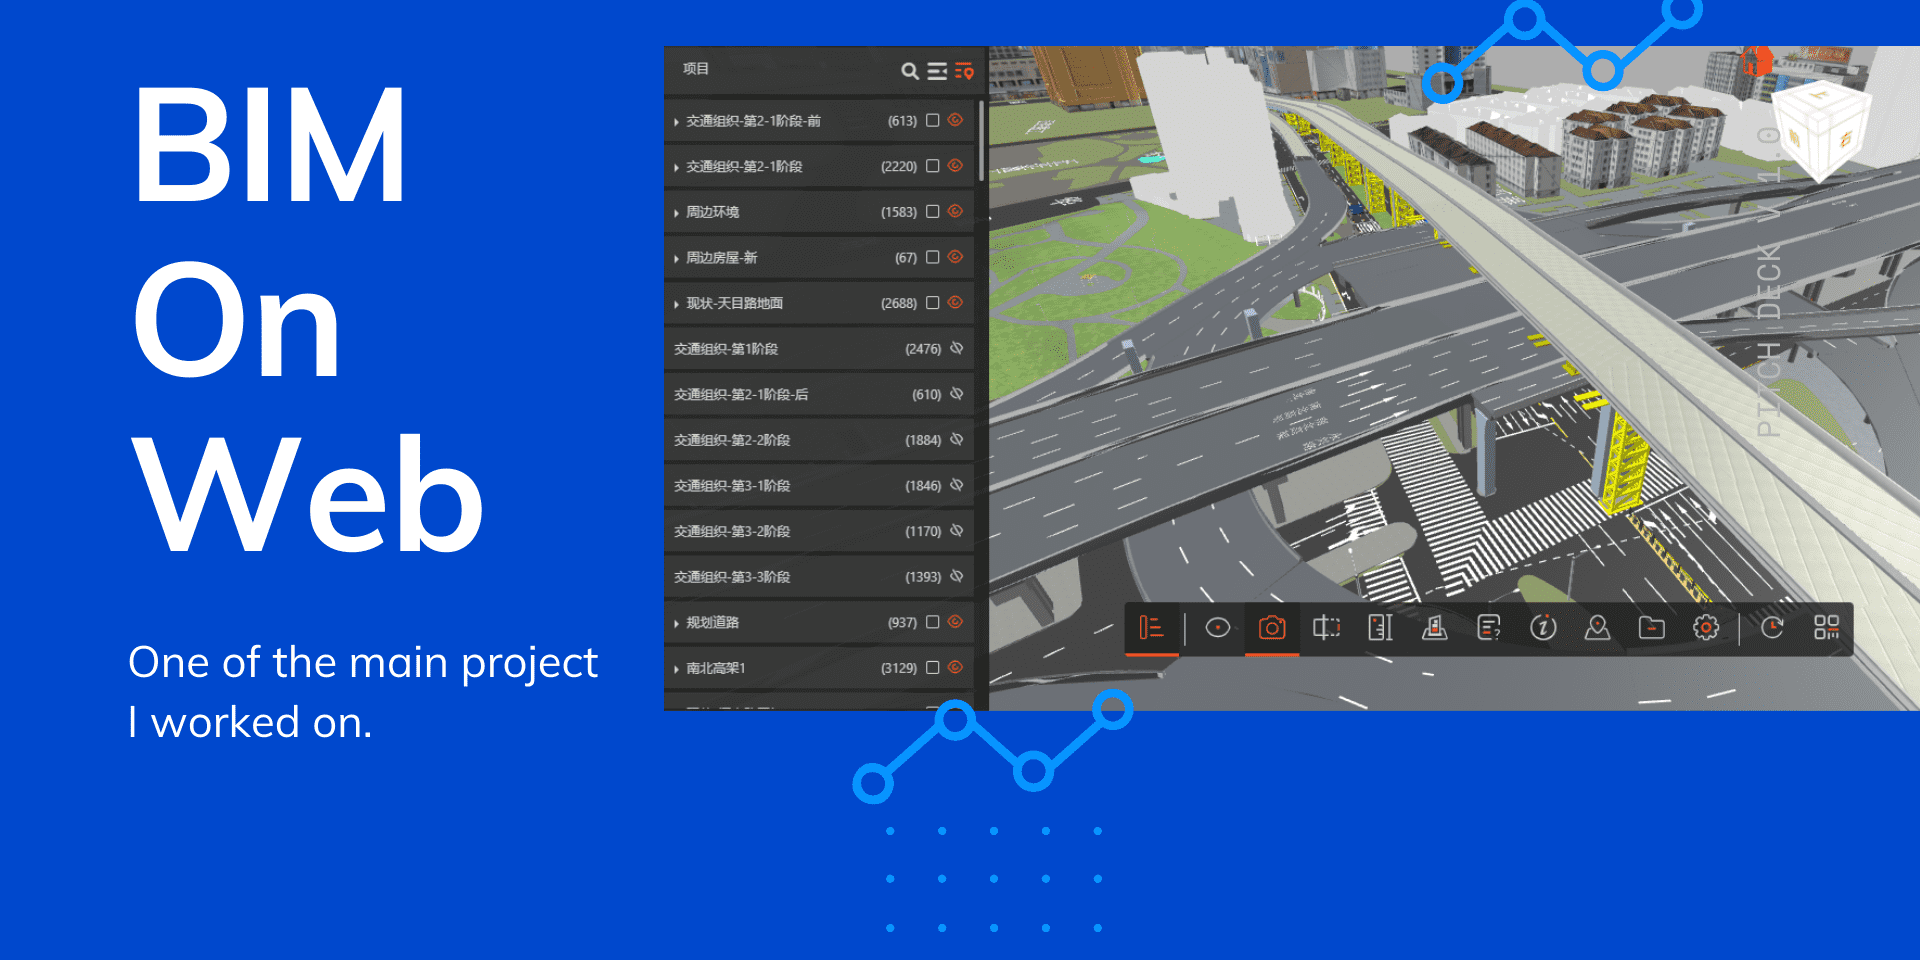 BIM
On
Web
One of the main project
I worked on.
项目
交通组织-第2-1阶段-前 (613)
交通组织-第2-1阶段 (2220)
周边环境 (1583)
周边房屋-新 (67)
现状-天目路地面 (2688)
交通组织-第1阶段 (2476)
交通组织-第2-1阶段-后 (610)
交通组织-第2-2阶段 (1884)
交通组织-第3-1阶段 (1846)
交通组织-第3-2阶段 (1170)
交通组织-第3-3阶段 (1393)
规划道路 (937)
南北高架1 (3129)
PITCH DECK V1.0